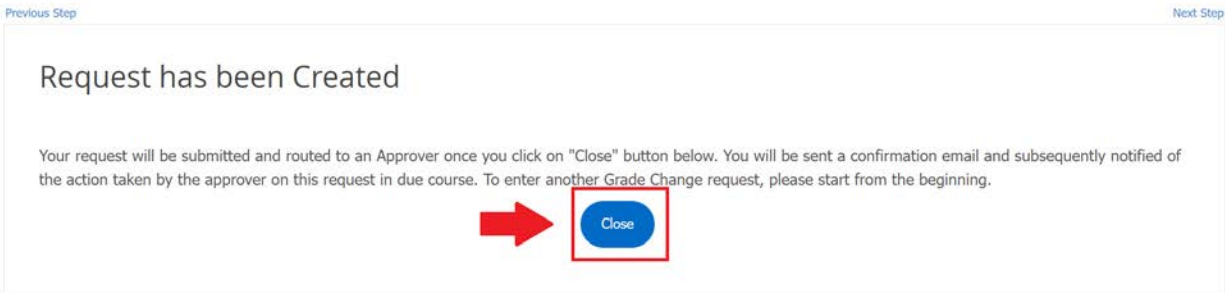 Previous Step
Next Step
Request has been Created
Your request will be submitted and routed to an Approver once you click on "Close" button below. You will be sent a confirmation email and subsequently notified of
the action taken by the approver on this request in due course. To enter another Grade Change request, please start from the beginning.
Close